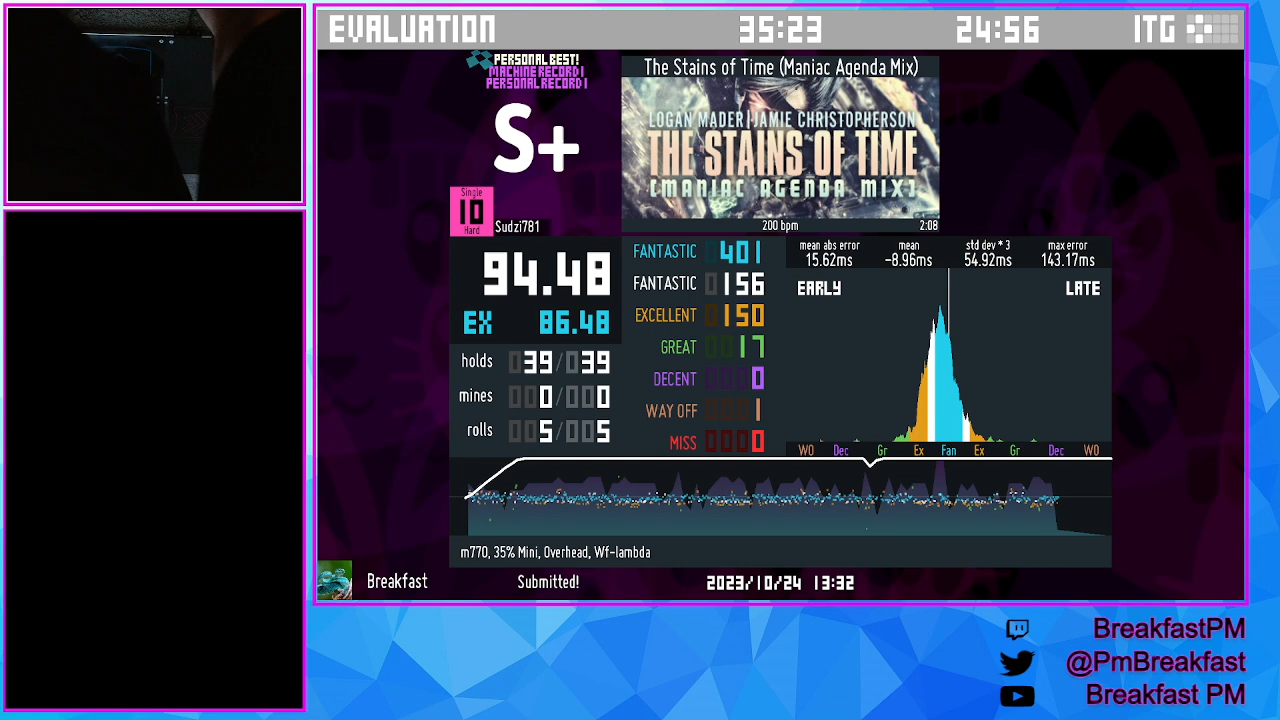 EVALUATION 35:23 24:56 ITG
PERSONAL BEST!
MACHINE RECORD 1
PERSONAL RECORD 1
S+
Single
10
Hard
Sudzi781
The Stains of Time (Maniac Agenda Mix)
LOGAN MADER|JAMIE CHRISTOPHERSON
THE STAINS OF TIME
[MANIAC AGENDA MIX]
200 bpm 2:08
94.48
EX 86.48
holds 039/039
mines 000/000
rolls 005/005
FANTASTIC 0401
FANTASTIC 0156
EXCELLENT 0150
GREAT 0017
DECENT 0000
WAY OFF 0001
MISS 0000
mean abs error mean std dev * 3 max error
15.62ms -8.96ms 54.92ms 143.17ms
EARLY LATE
WO Dec Gr Ex Fan Ex Gr Dec WO
m770, 35% Mini, Overhead, Wf-lambda
Breakfast Submitted! 2023/10/24 13:32
BreakfastPM
@PmBreakfast
Breakfast PM